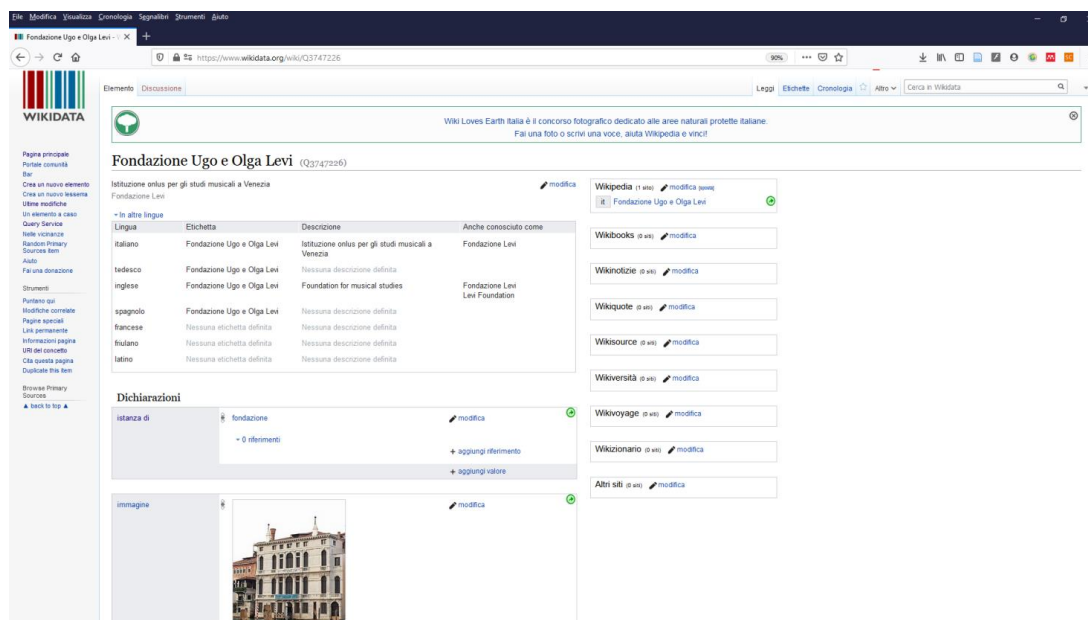 File Modifica Visualizza Cronologia Segnalibri Strumenti Aiuto
Fondazione Ugo e Olga Levi - 
https://www.wikidata.org/wiki/Q3747226
90%
WIKIDATA
Elemento Discussione
Leggi Etichette Cronologia Altro Cerca in Wikidata
Wiki Loves Earth Italia è il concorso fotografico dedicato alle aree naturali protette italiane.
Fai una foto o scrivi una voce, aiuta Wikipedia e vinci!
Pagina principale
Portale comunità
Bar
Crea un nuovo elemento
Crea un nuovo lessema
Ultime modifiche
Un elemento a caso
Query Service
Nelle vicinanze
Random Primary
Sources item
Aiuto
Fai una donazione
Strumenti
Puntano qui
Modifiche correlate
Pagine speciali
Link permanente
Informazioni pagina
URI del concetto
Cita questa pagina
Duplicate this item
Browse Primary
Sources
▲ back to top ▲
Fondazione Ugo e Olga Levi (Q3747226)
Istituzione onlus per gli studi musicali a Venezia modifica
Fondazione Levi
In altre lingue
Lingua Etichetta Descrizione Anche conosciuto come
italiano Fondazione Ugo e Olga Levi Istituzione onlus per gli studi musicali a Fondazione Levi
Venezia
tedesco Fondazione Ugo e Olga Levi Nessuna descrizione definita
inglese Fondazione Ugo e Olga Levi Foundation for musical studies Fondazione Levi
Levi Foundation
spagnolo Fondazione Ugo e Olga Levi Nessuna descrizione definita
francese Nessuna etichetta definita Nessuna descrizione definita
friulano Nessuna etichetta definita Nessuna descrizione definita
latino Nessuna etichetta definita Nessuna descrizione definita
Dichiarazioni
istanza di fondazione modifica
0 riferimenti
+ aggiungi riferimento
+ aggiungi valore
immagine modifica
Wikipedia (1 sito) modifica
it Fondazione Ugo e Olga Levi
Wikibooks (0 siti) modifica
Wikinotizie (0 siti) modifica
Wikiquote (0 siti) modifica
Wikisource (0 siti) modifica
Wikiversità (0 siti) modifica
Wikivoyage (0 siti) modifica
Wikizionario (0 siti) modifica
Altri siti (0 siti) modifica